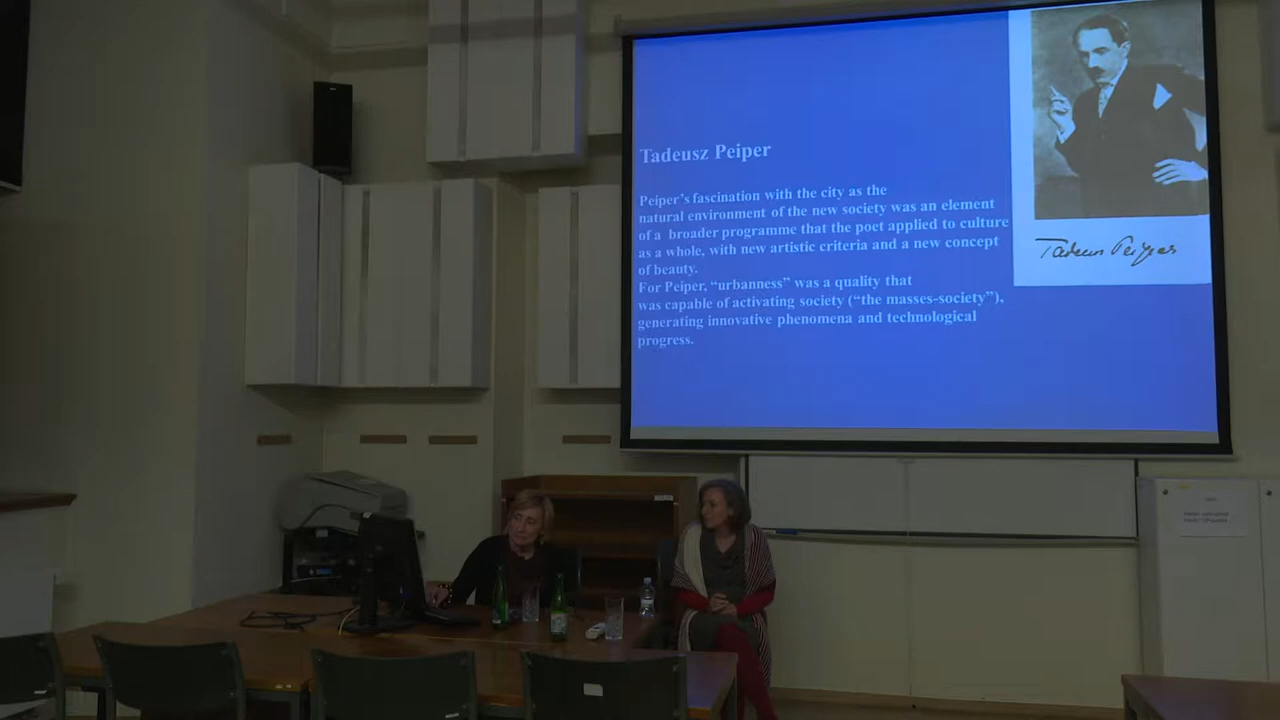 Tadeusz Peiper
Peiper's fascination with the city as the
natural environment of the new society was an element
of a broader programme that the poet applied to culture
as a whole, with new artistic criteria and a new concept
of beauty.
For Peiper, "urbanness" was a quality that
was capable of activating society ("the masses-society"),
generating innovative phenomena and technological
progress.
Tadeusz Peiper